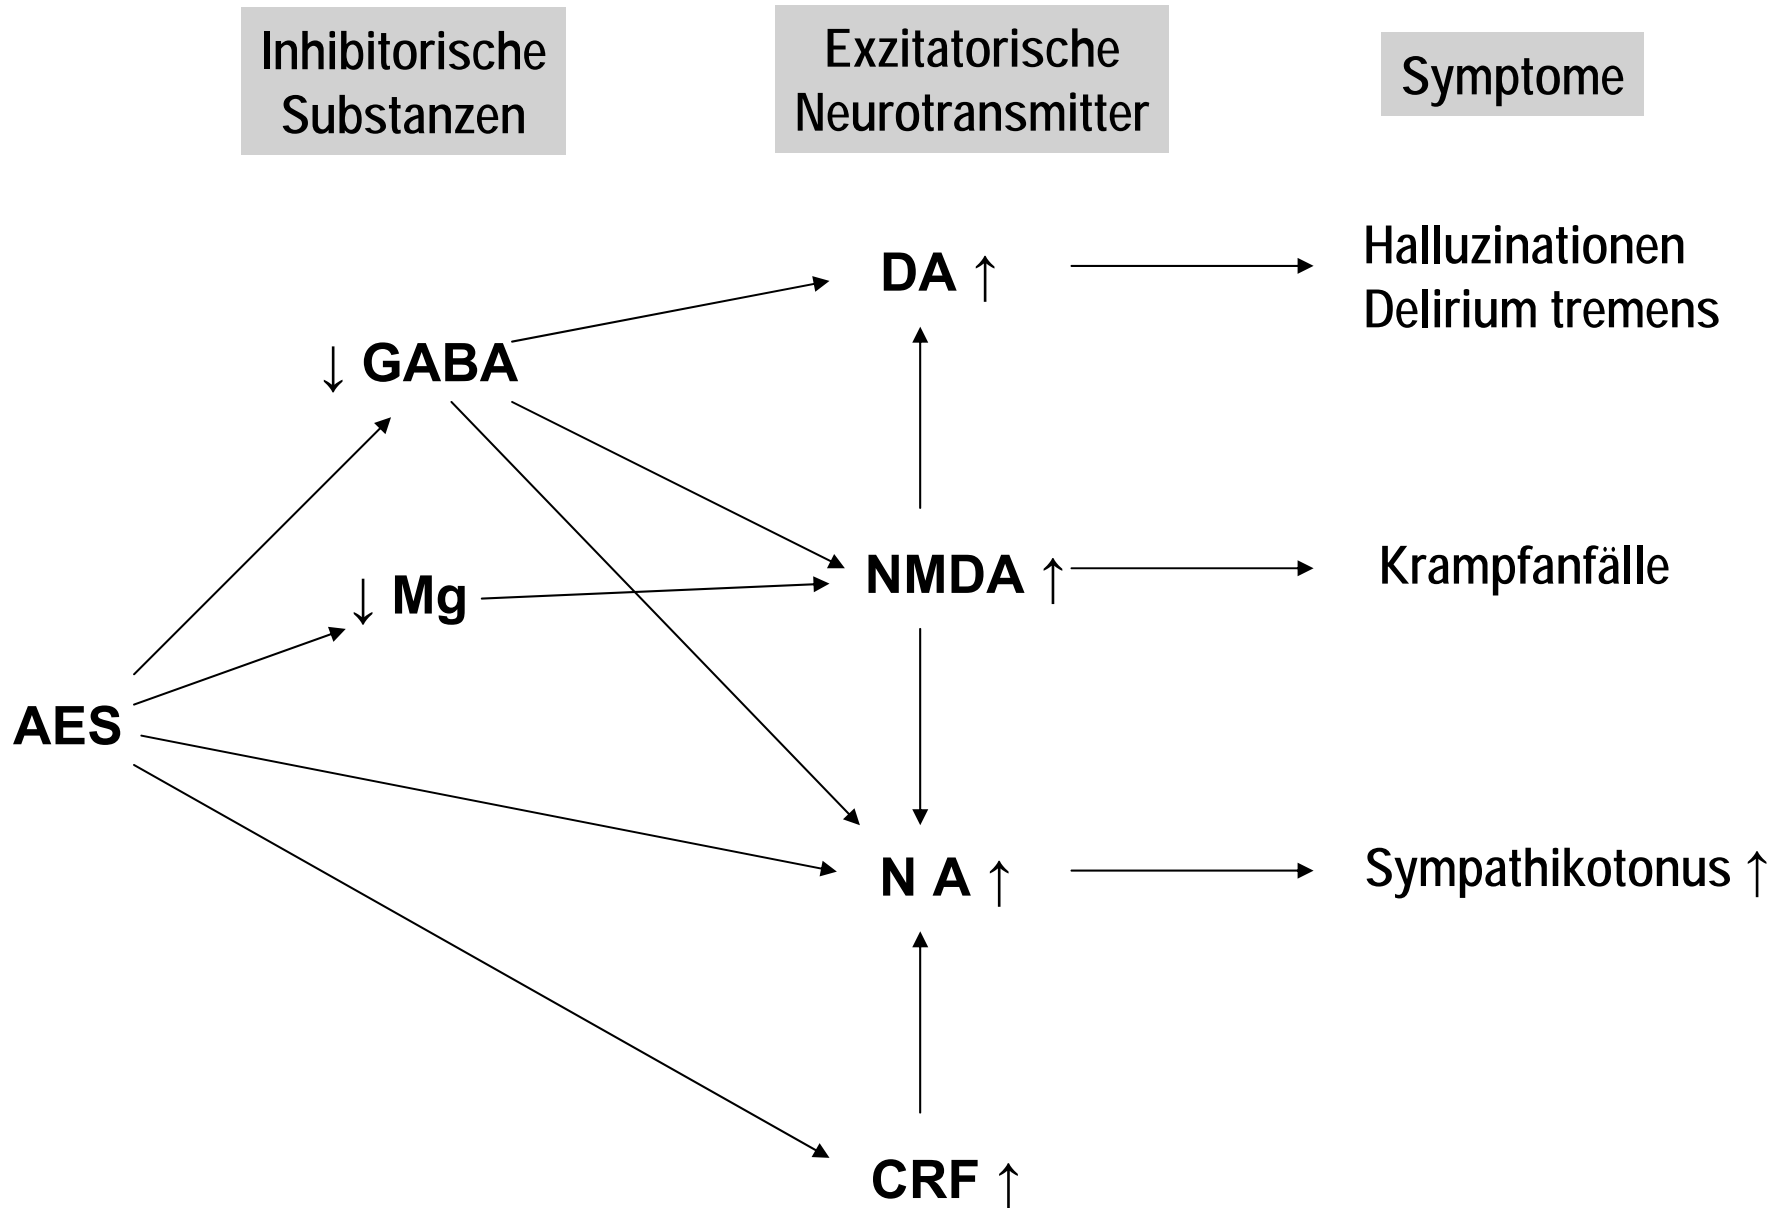 Inhibitorische
Substanzen
Exzitatorische
Neurotransmitter
Symptome
DA ↑
Halluzinationen
Delirium tremens
↓ GABA
NMDA ↑
Krampfanfälle
↓ Mg
AES
N A ↑
Sympathikotonus ↑
CRF ↑